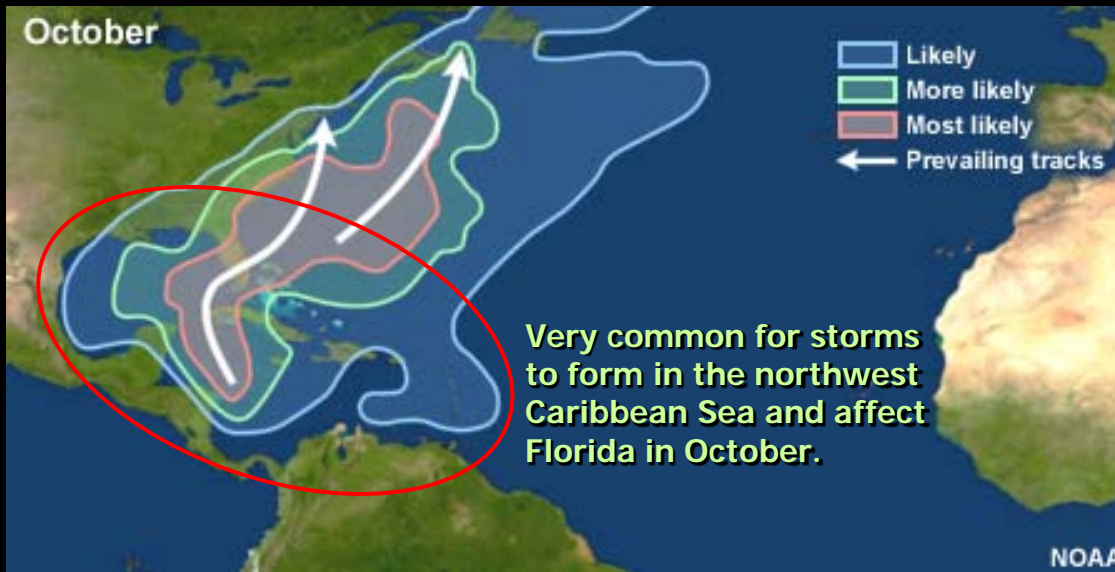 October
Likely
More likely
Most likely
Prevailing tracks
Very common for storms
to form in the northwest
Caribbean Sea and affect
Florida in October.
NOAA